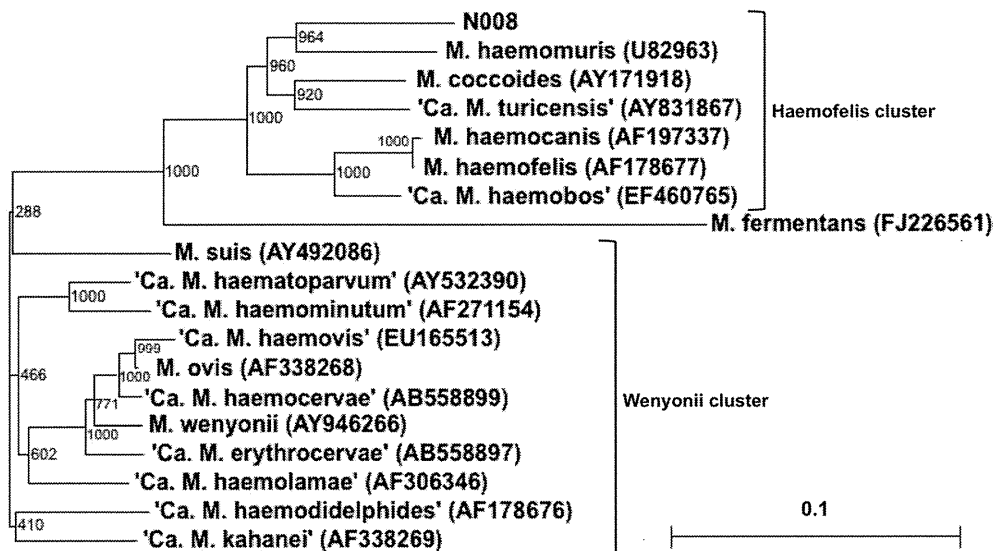 N008
964
M. haemomuris (U82963)
960
M. coccoides (AY171918)
920
'Ca. M. turicensis' (AY831867)
Haemofelis cluster
1000
M. haemocanis (AF197337)
1000
M. haemofelis (AF178677)
1000
1000
'Ca. M. haemobos' (EF460765)
288
M. fermentans (FJ226561)
M. suis (AY492086)
'Ca. M. haematoparvum' (AY532390)
1000
'Ca. M. haemominutum' (AF271154)
'Ca. M. haemovis' (EU165513)
999
M. ovis (AF338268)
466
1000
'Ca. M. haemocervae' (AB558899)
771
Wenyonii cluster
M. wenyonii (AY946266)
1000
'Ca. M. erythrocervae' (AB558897)
602
'Ca. M. haemolamae' (AF306346)
'Ca. M. haemodidelphides' (AF178676)
0.1
410
'Ca. M. kahanei' (AF338269)